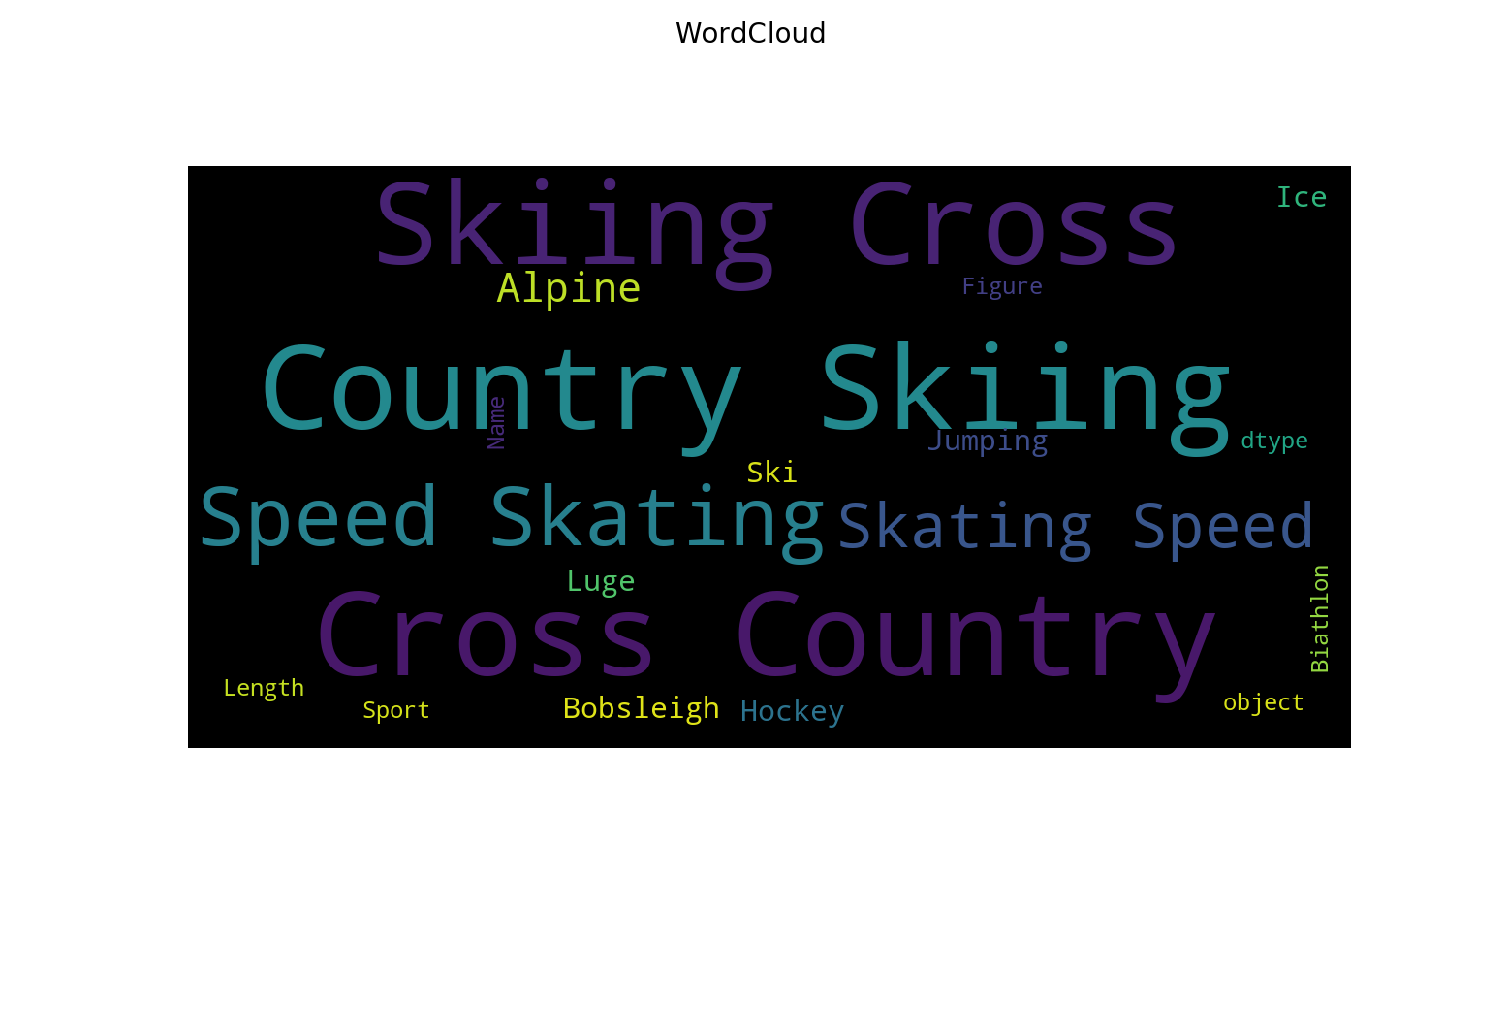 WordCloud
Skiing Cross
Ice
Alpine
Figure
Country Skiing
Name
Jumping
dtype
Ski
Speed Skating
Skating Speed
Luge
Cross Country
Biathlon
Length
Sport
Bobsleigh
Hockey
object